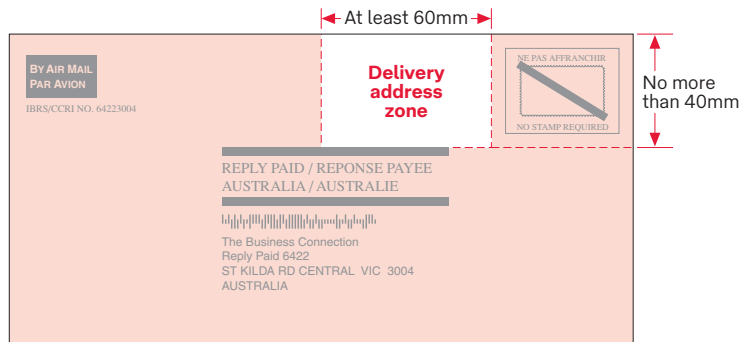 At least 60mm
BY AIR MAIL
PAR AVION
IBRS/CCRI NO. 64223004
Delivery
address
zone
NE PAS AFFRANCHIR
NO STAMP REQUIRED
No more
than 40mm
REPLY PAID / REPONSE PAYEE
AUSTRALIA / AUSTRALIE
The Business Connection
Reply Paid 6422
ST KILDA RD CENTRAL VIC 3004
AUSTRALIA